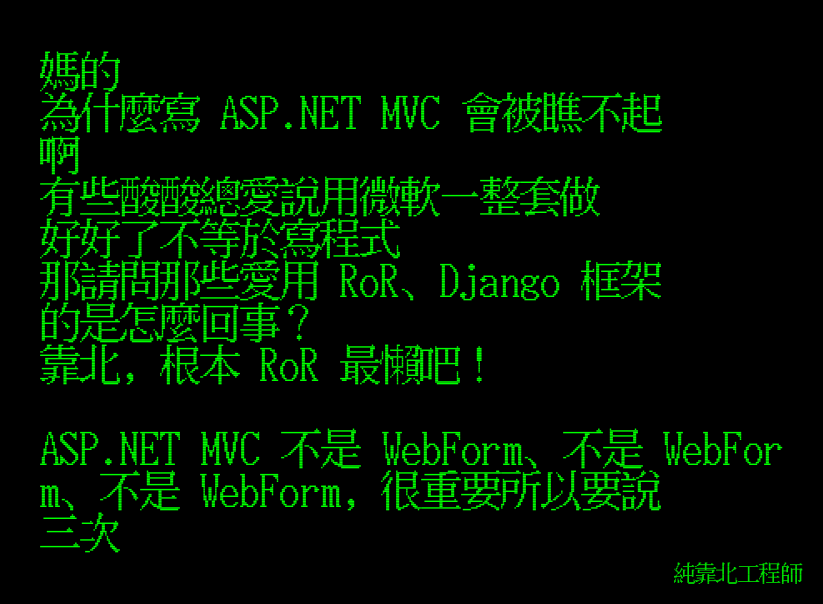 媽的
為什麼寫 ASP.NET MVC 會被瞧不起
啊
有些酸酸總愛說用微軟一整套做
好好了不等於寫程式
那請問那些愛用 RoR、Django 框架
的是怎麼回事？
靠北, 根本 RoR 最懶吧！
ASP.NET MVC 不是 WebForm、不是 WebFor
m、不是 WebForm, 很重要所以要說
三次
純靠北工程師